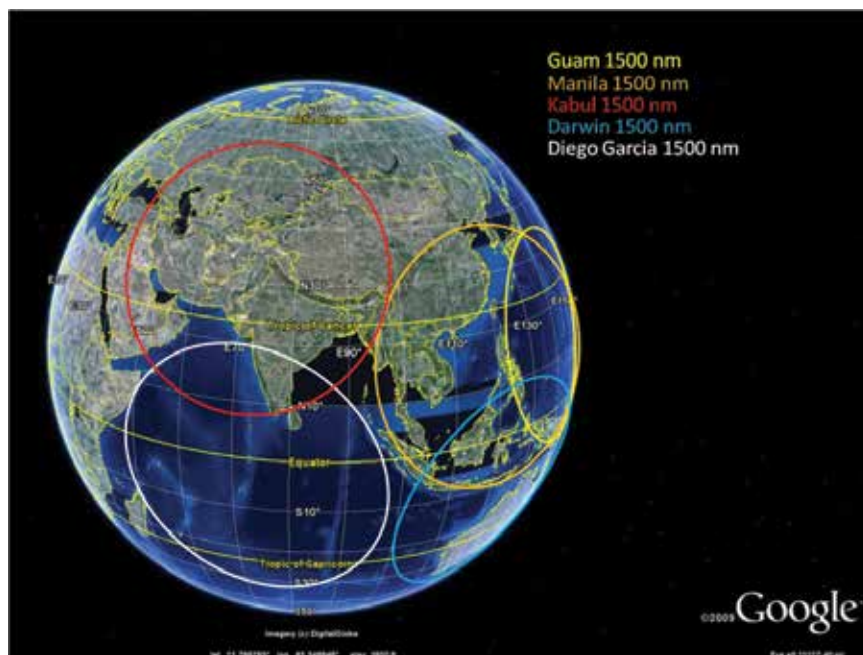 Guam 1500 nm
Manila 1500 nm
Kabul 1500 nm
Darwin 1500 nm
Diego Garcia 1500 nm
N30°
Tropic of Cancer
E110°
E130°
E70°
E90°
N10°
Equator
S10°
Tropic of Capricorn
Imagery (c) DigitalGlobe
©2009 Google